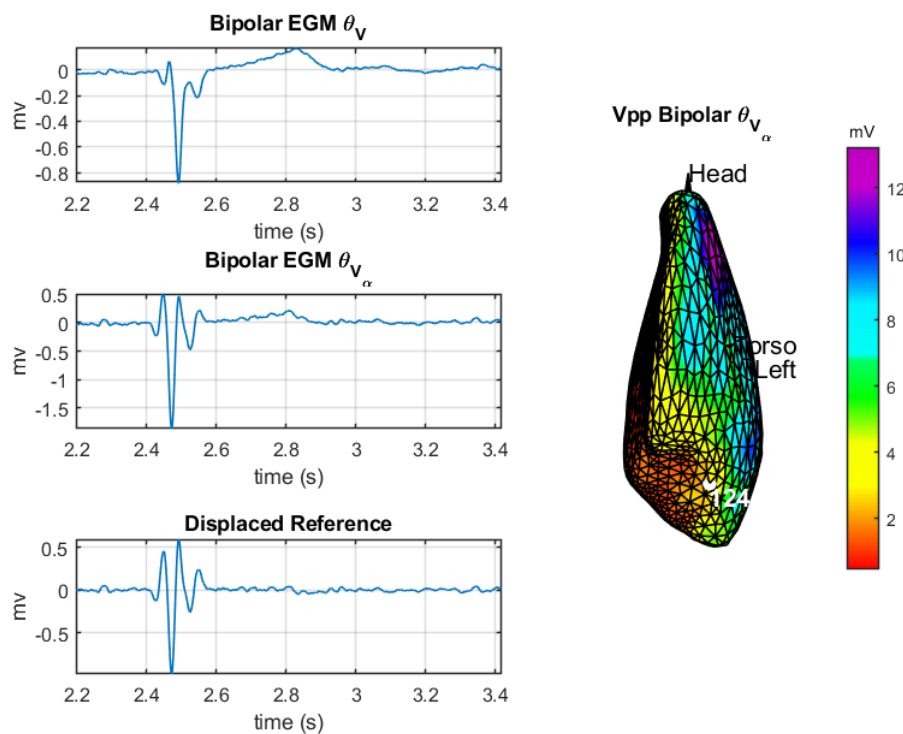 Bipolar EGM θV
0
-0.2
-0.4
-0.6
-0.8
mv
2.2 2.4 2.6 2.8 3 3.2 3.4
time (s)
Bipolar EGM θVα
0.5
0
-0.5
-1
-1.5
mv
2.2 2.4 2.6 2.8 3 3.2 3.4
time (s)
Displaced Reference
0.5
0
-0.5
mv
2.2 2.4 2.6 2.8 3 3.2 3.4
time (s)
Vpp Bipolar θVα
Head
orso
Left
124
mV
12
10
8
6
4
2